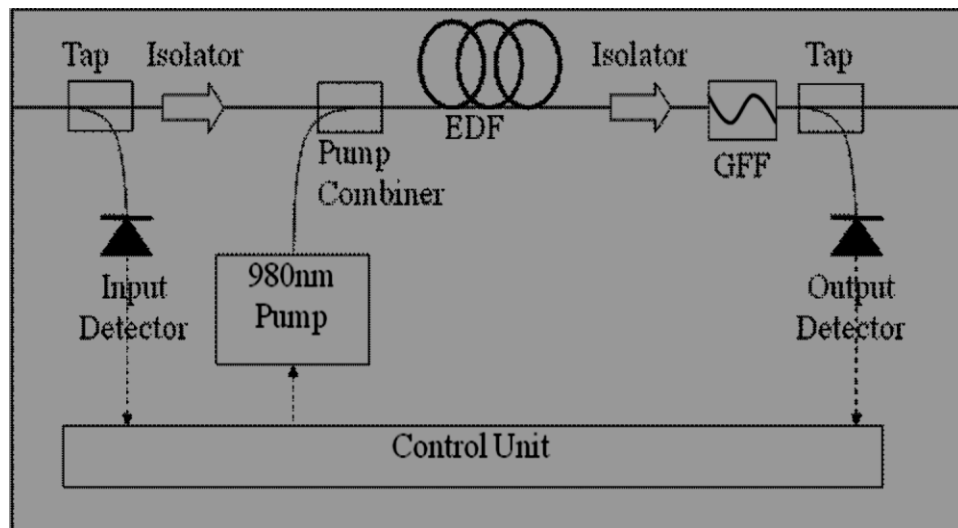 Tap
Isolator
Isolator
Tap
EDF
GFF
Pump
Combiner
980nm
Pump
Input
Detector
Output
Detector
Control Unit